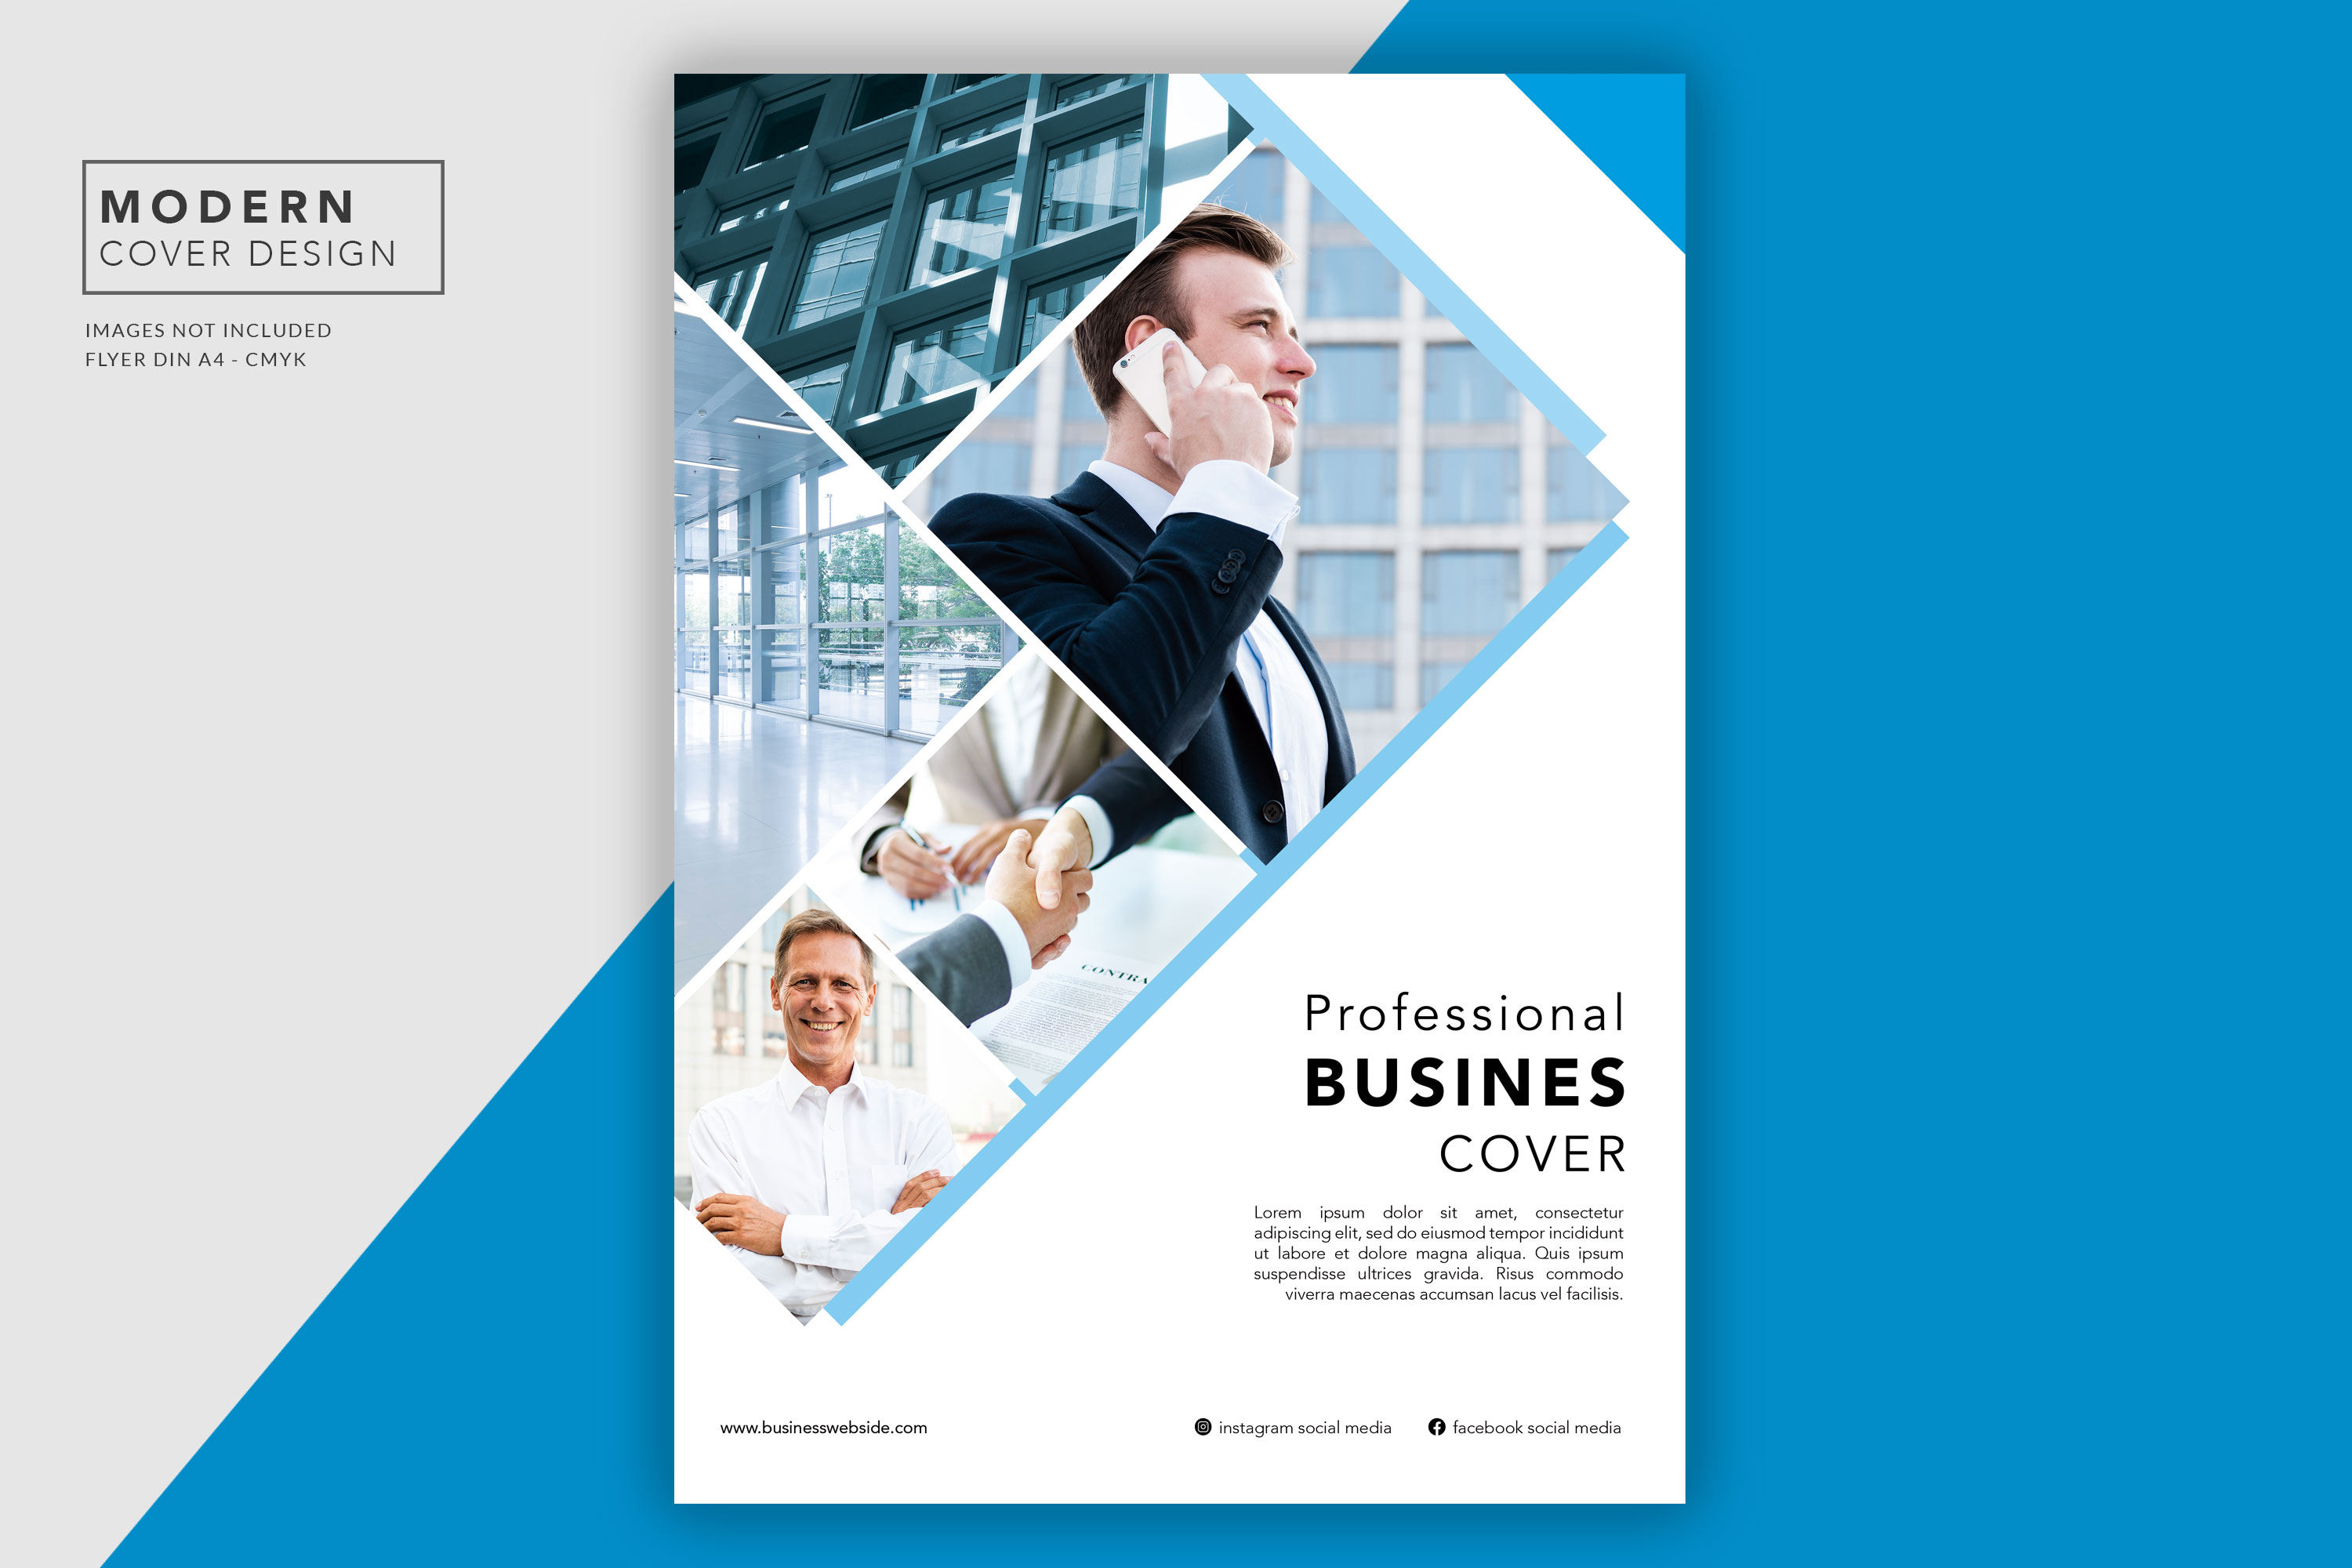 MODERN
COVER DESIGN
IMAGES NOT INCLUDED
FLYER DIN A4 - CMYK
CONTRA
Professional
BUSINES
COVER
Lorem ipsum dolor sit amet, consectetur
adipiscing elit, sed do eiusmod tempor incididunt
ut labore et dolore magna aliqua. Quis ipsum
suspendisse ultrices gravida. Risus commodo
viverra maecenas accumsan lacus vel facilisis.
www.businesswebside.com
instagram social media
facebook social media